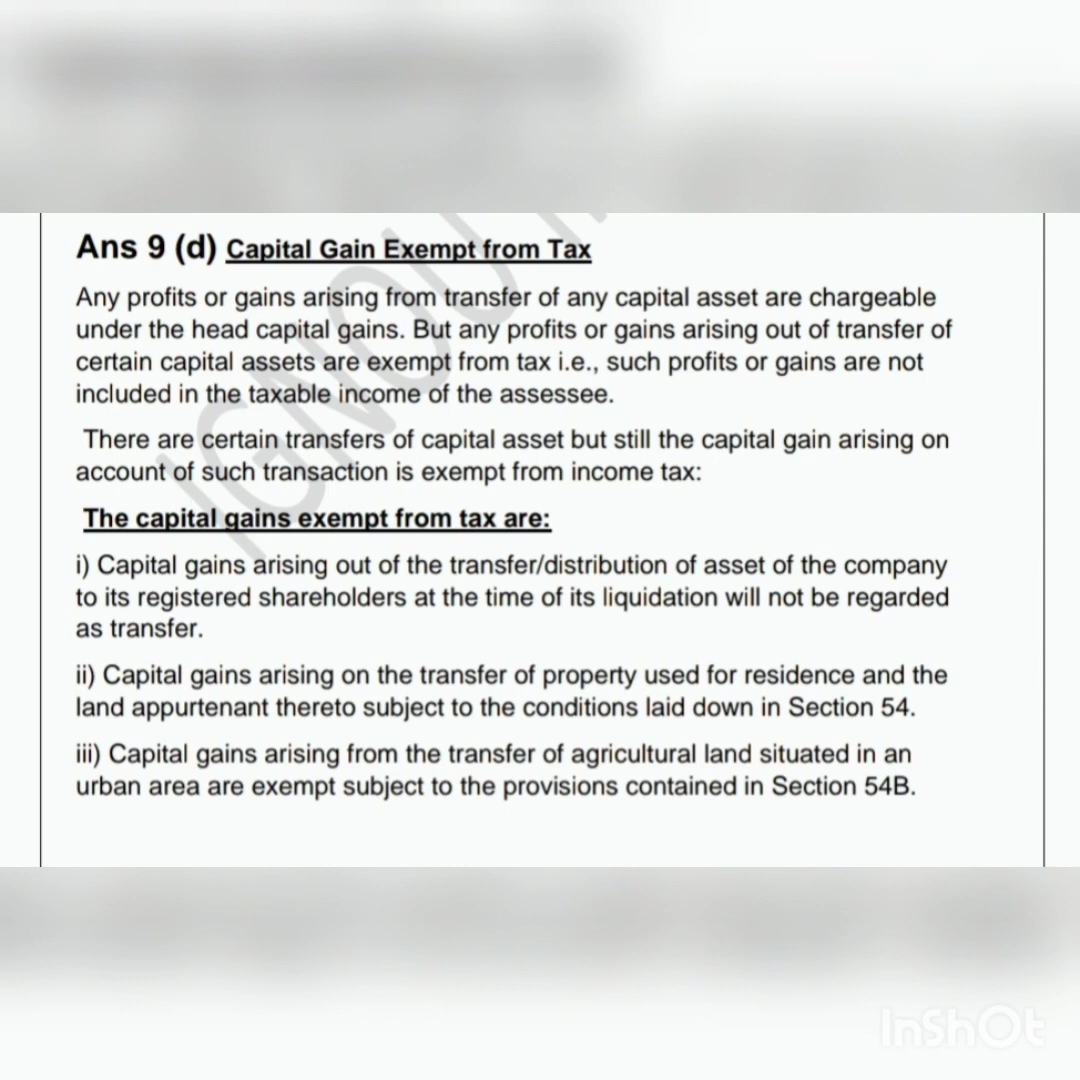 Ans 9 (d) Capital Gain Exempt from Tax
Any profits or gains arising from transfer of any capital asset are chargeable
under the head capital gains. But any profits or gains arising out of transfer of
certain capital assets are exempt from tax i.e., such profits or gains are not
included in the taxable income of the assessee.
There are certain transfers of capital asset but still the capital gain arising on
account of such transaction is exempt from income tax:
The capital gains exempt from tax are:
i) Capital gains arising out of the transfer/distribution of asset of the company
to its registered shareholders at the time of its liquidation will not be regarded
as transfer.
ii) Capital gains arising on the transfer of property used for residence and the
land appurtenant thereto subject to the conditions laid down in Section 54.
iii) Capital gains arising from the transfer of agricultural land situated in an
urban area are exempt subject to the provisions contained in Section 54B.
IGNOU
InShOt